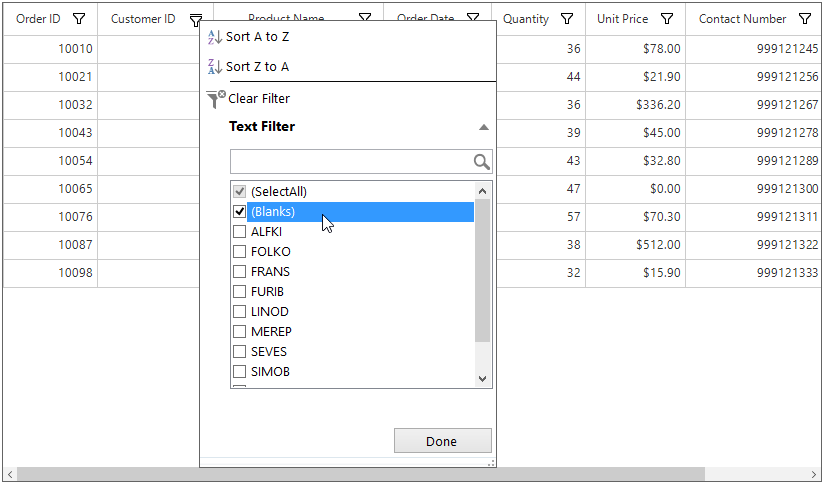 Order ID Customer ID Product Name Order Date Quantity Unit Price Contact Number
10010 36 $78.00 999121245
10021 44 $21.90 999121256
10032 36 $336.20 999121267
10043 39 $45.00 999121278
10054 43 $32.80 999121289
10065 47 $0.00 999121300
10076 57 $70.30 999121311
10087 38 $512.00 999121322
10098 32 $15.90 999121333
Sort A to Z
Sort Z to A
Clear Filter
Text Filter
(SelectAll)
(Blanks)
ALFKI
FOLKO
FRANS
FURIB
LINOD
MEREP
SEVES
SIMOB
Done